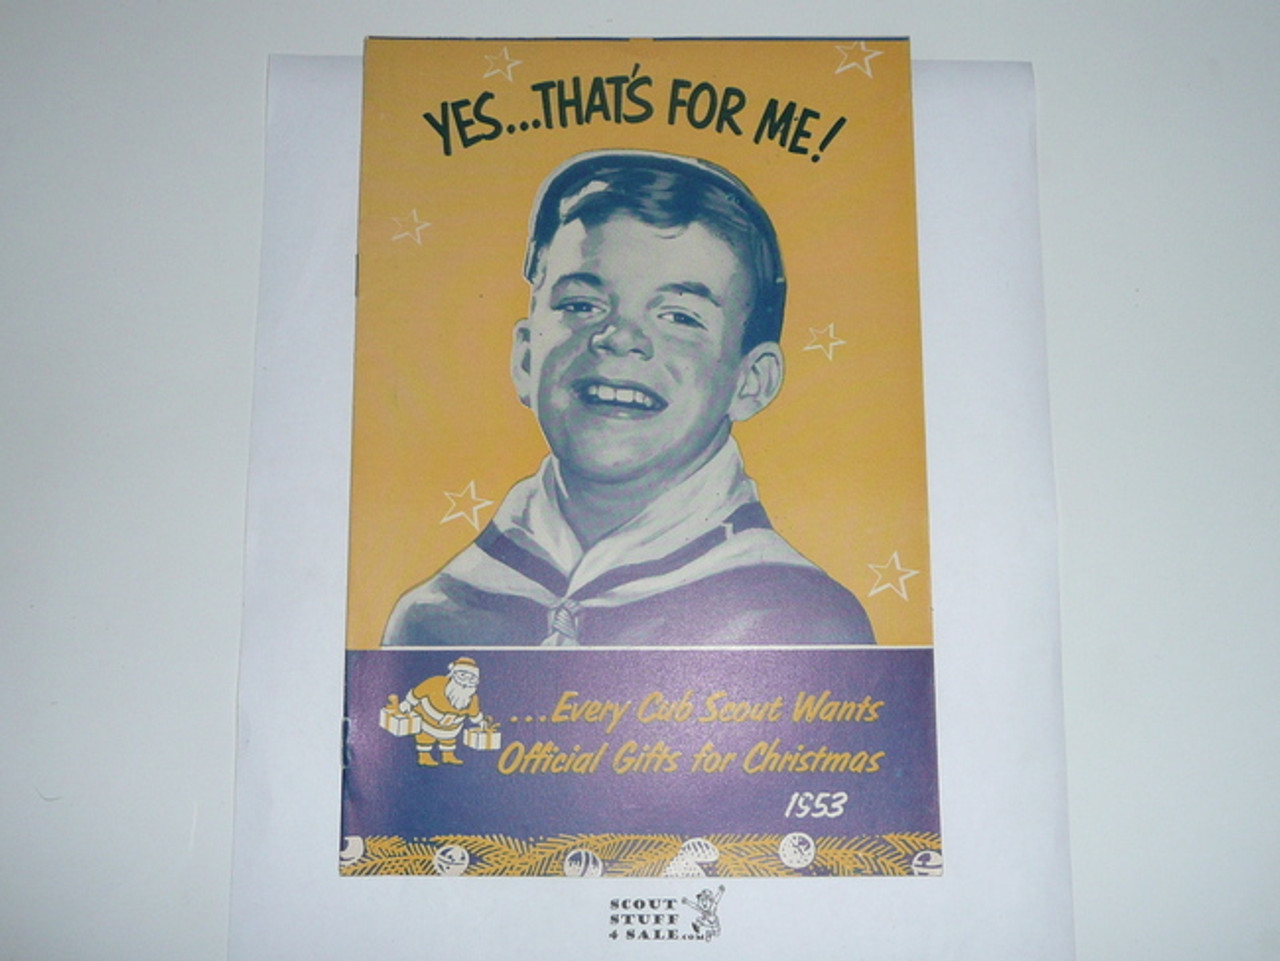 YES...THAT'S FOR ME!
...Every Cub Scout Wants
Official Gifts for Christmas
1953
SCOUT
STUFF
4 SALE.com